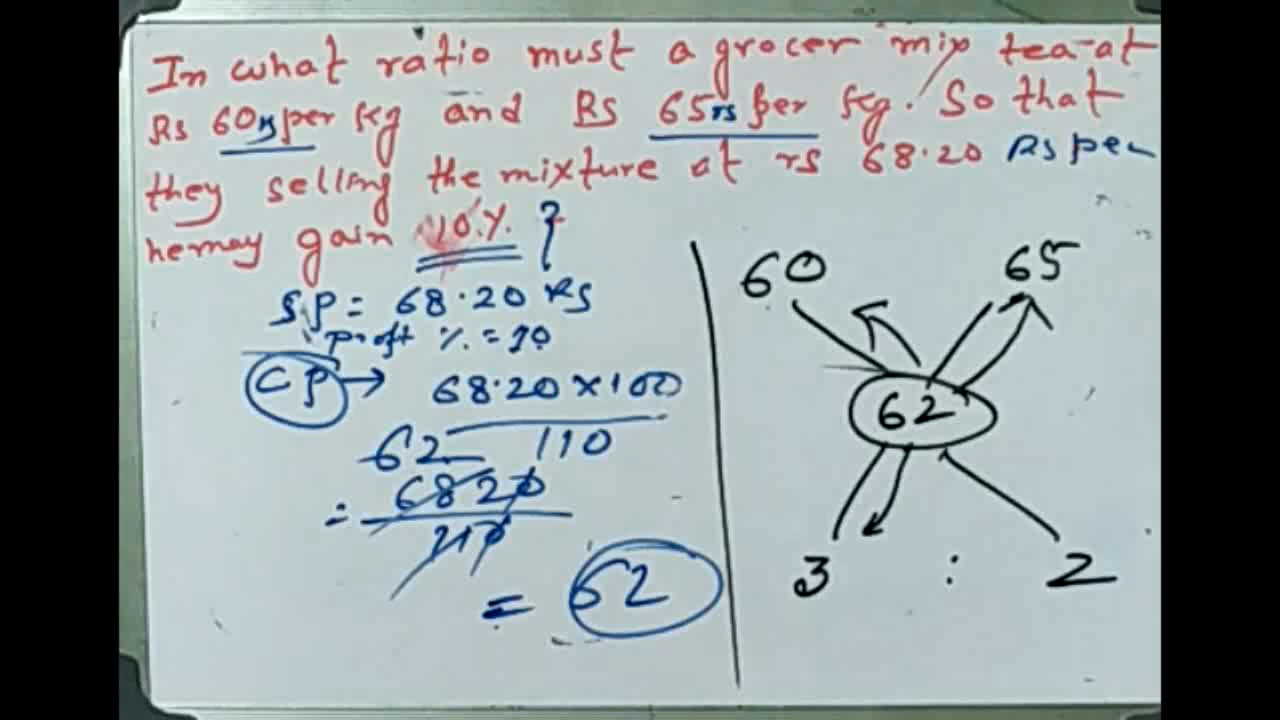 In what ratio must a grocer mix tea at
Rs 60rs per kg and Rs 65rs per kg. So that
they selling the mixture at rs 68.20 Rs per
he may gain 10.%. ?
SP = 68.20 Rs
profit %. = 10
CP → 68.20 × 100
110
62
= 6820
110
= 62
60 65
62
3 : 2